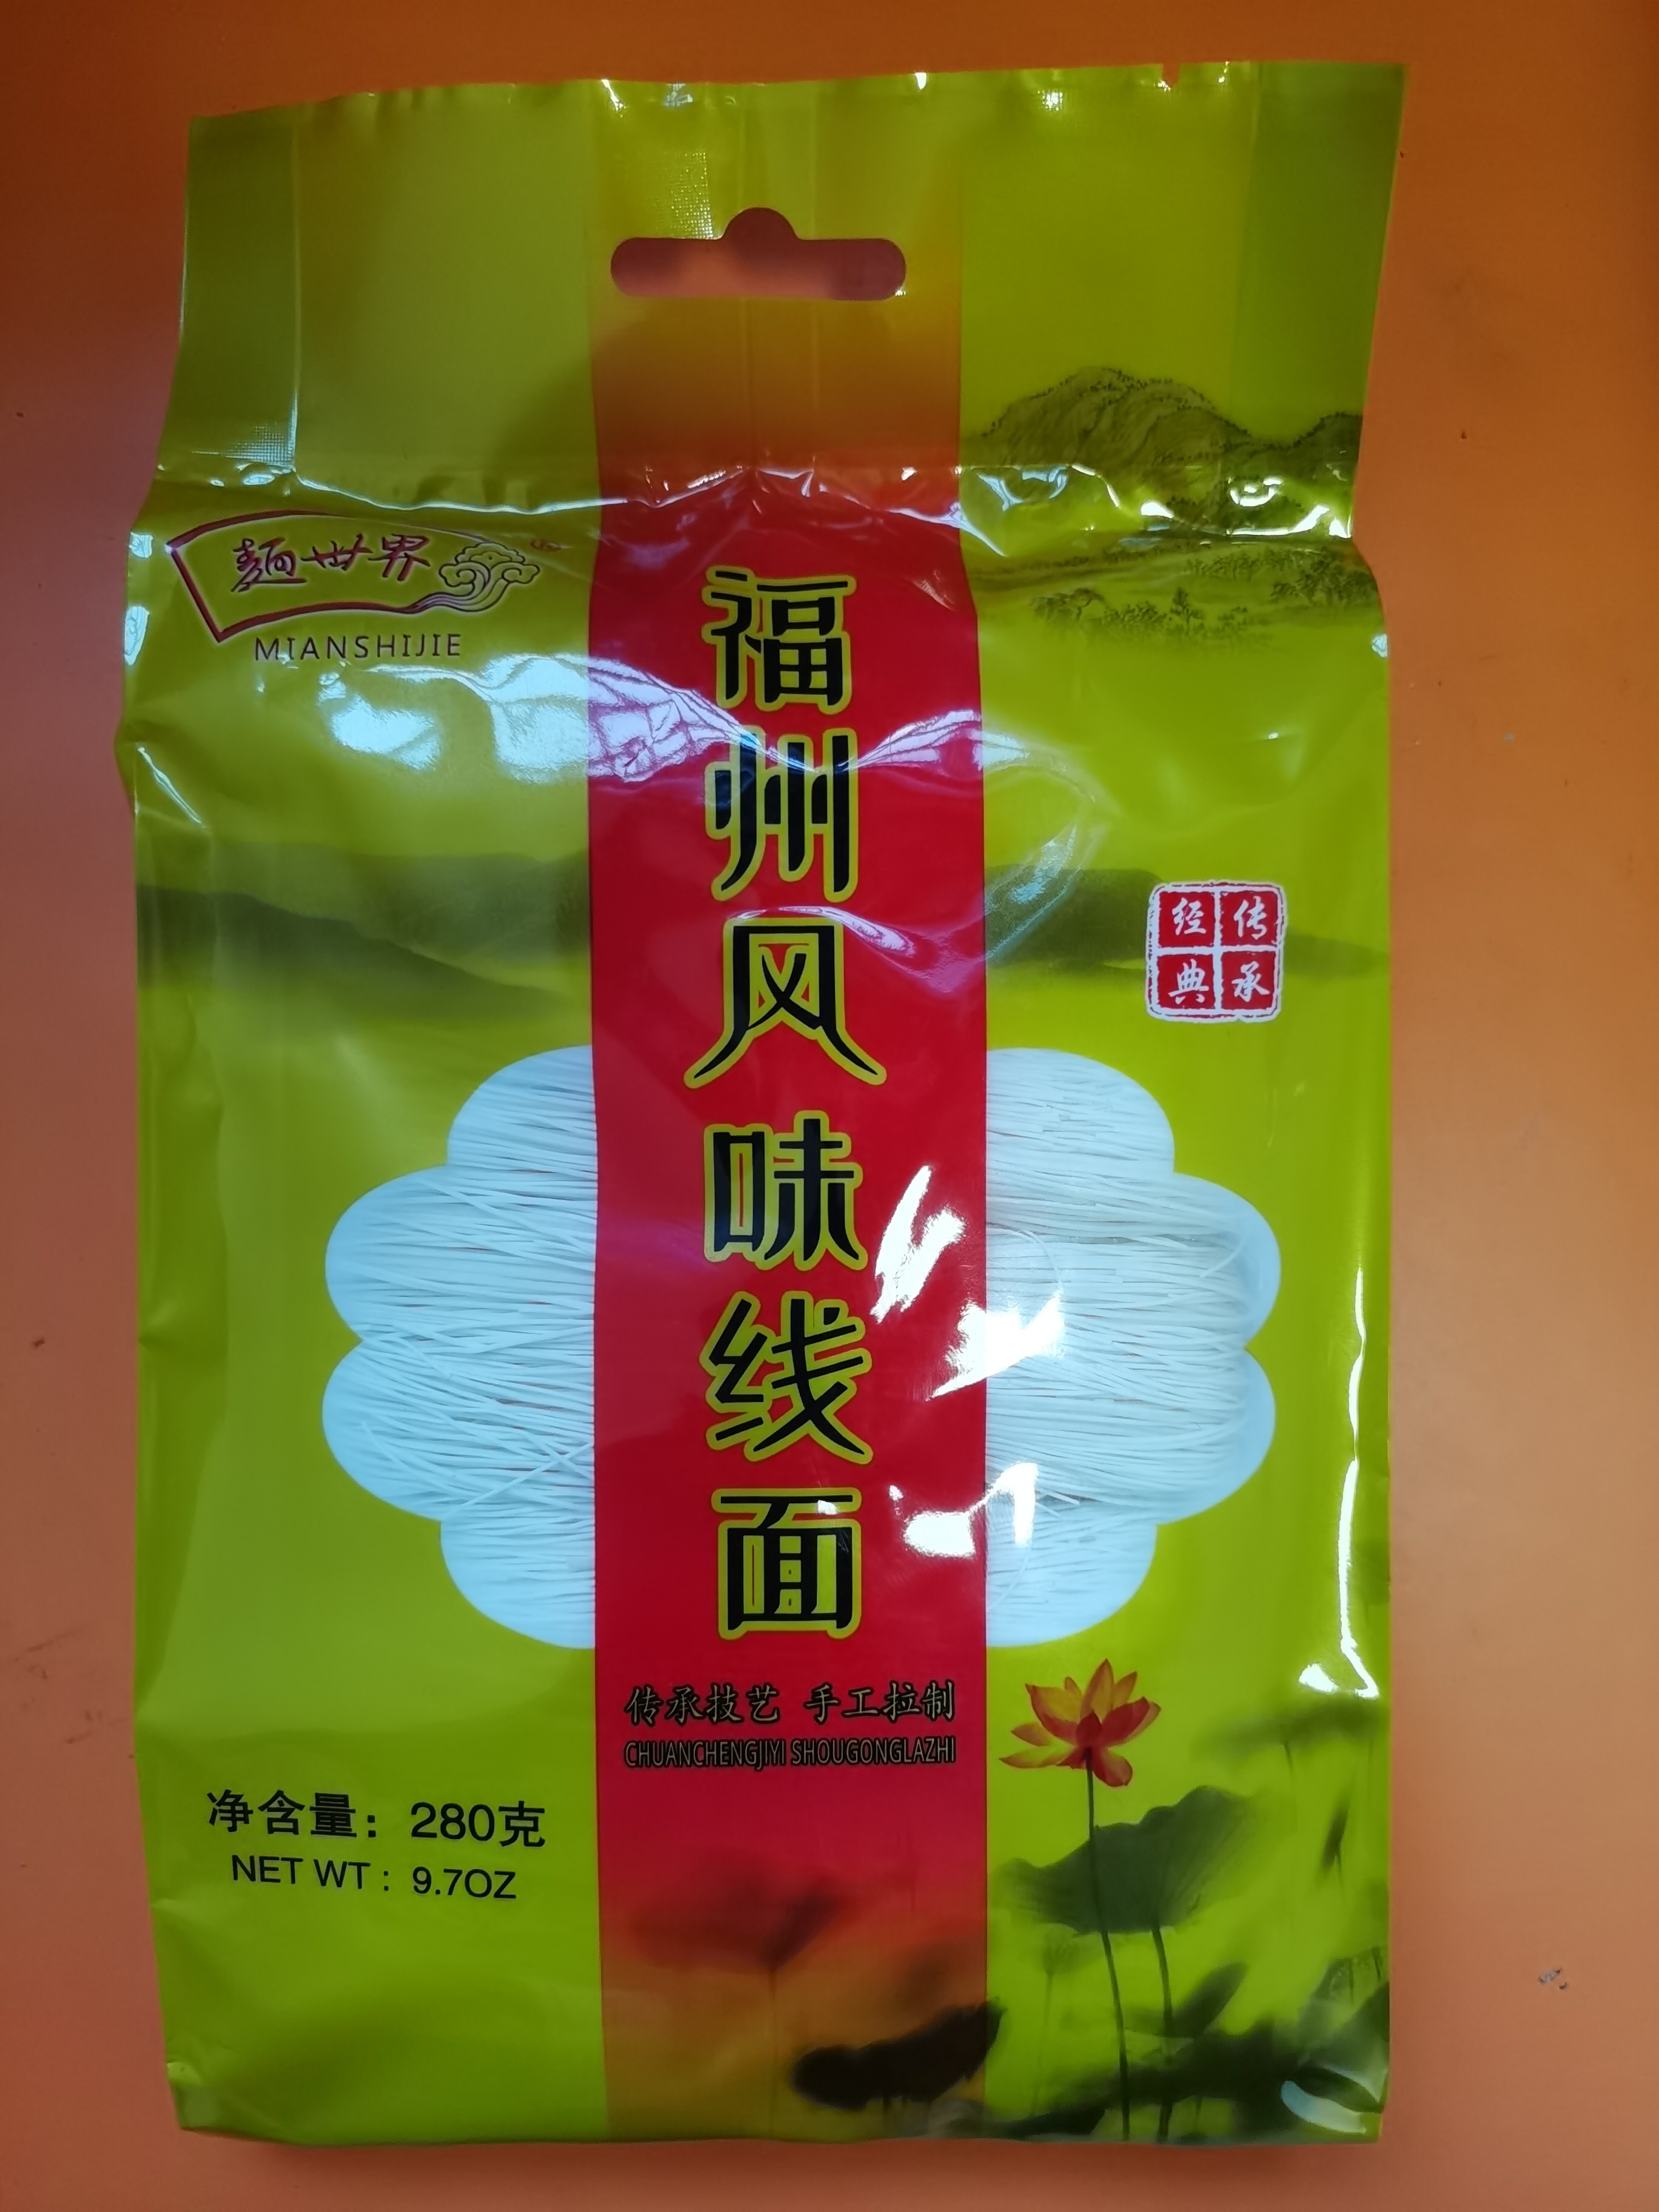 麵世界
MIANSHIJIE
福州风味线面
传承经典
传承技艺 手工拉制
CHUANCHENGJIYI SHOUGONGLAZHI
净含量：280克
NET WT：9.7OZ